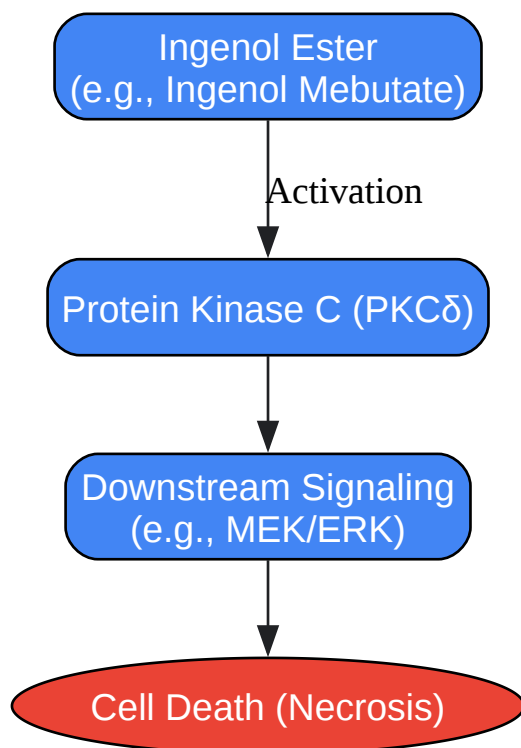 Ingenol Ester
(e.g., Ingenol Mebutate)
Activation
Protein Kinase C (PKCδ)
Downstream Signaling
(e.g., MEK/ERK)
Cell Death (Necrosis)